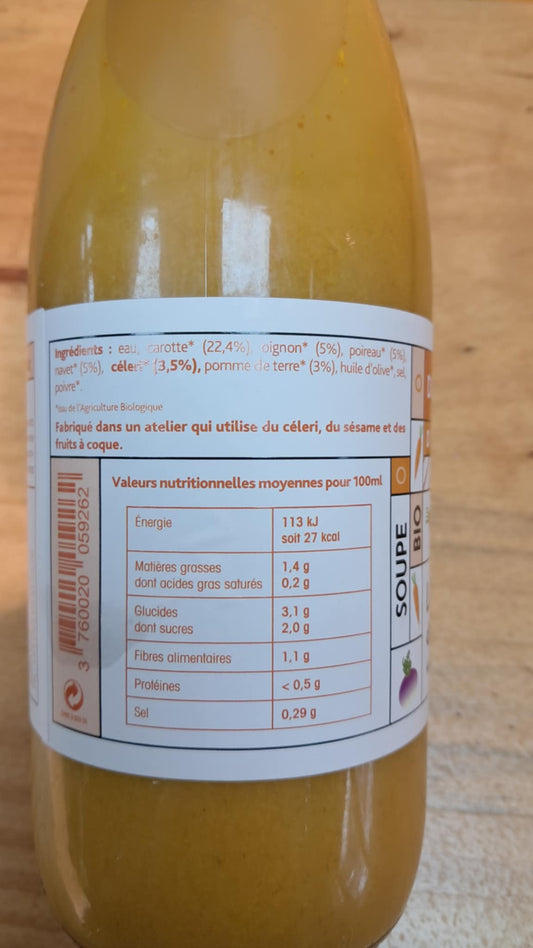 Ingrédients : eau, carotte* (22,4%), oignon* (5%), poireau* (5%),
navet* (5%), céleri* (3,5%), pomme de terre* (3%), huile d'olive*, sel,
poivre*.
*issu de l'Agriculture Biologique
Fabriqué dans un atelier qui utilise du céleri, du sésame et des
fruits à coque.
Valeurs nutritionnelles moyennes pour 100ml
Énergie 113 kJ
soit 27 kcal
Matières grasses 1,4 g
dont acides gras saturés 0,2 g
Glucides 3,1 g
dont sucres 2,0 g
Fibres alimentaires 1,1 g
Protéines < 0,5 g
Sel 0,29 g
3 760020 059262
SOUPE
BIO